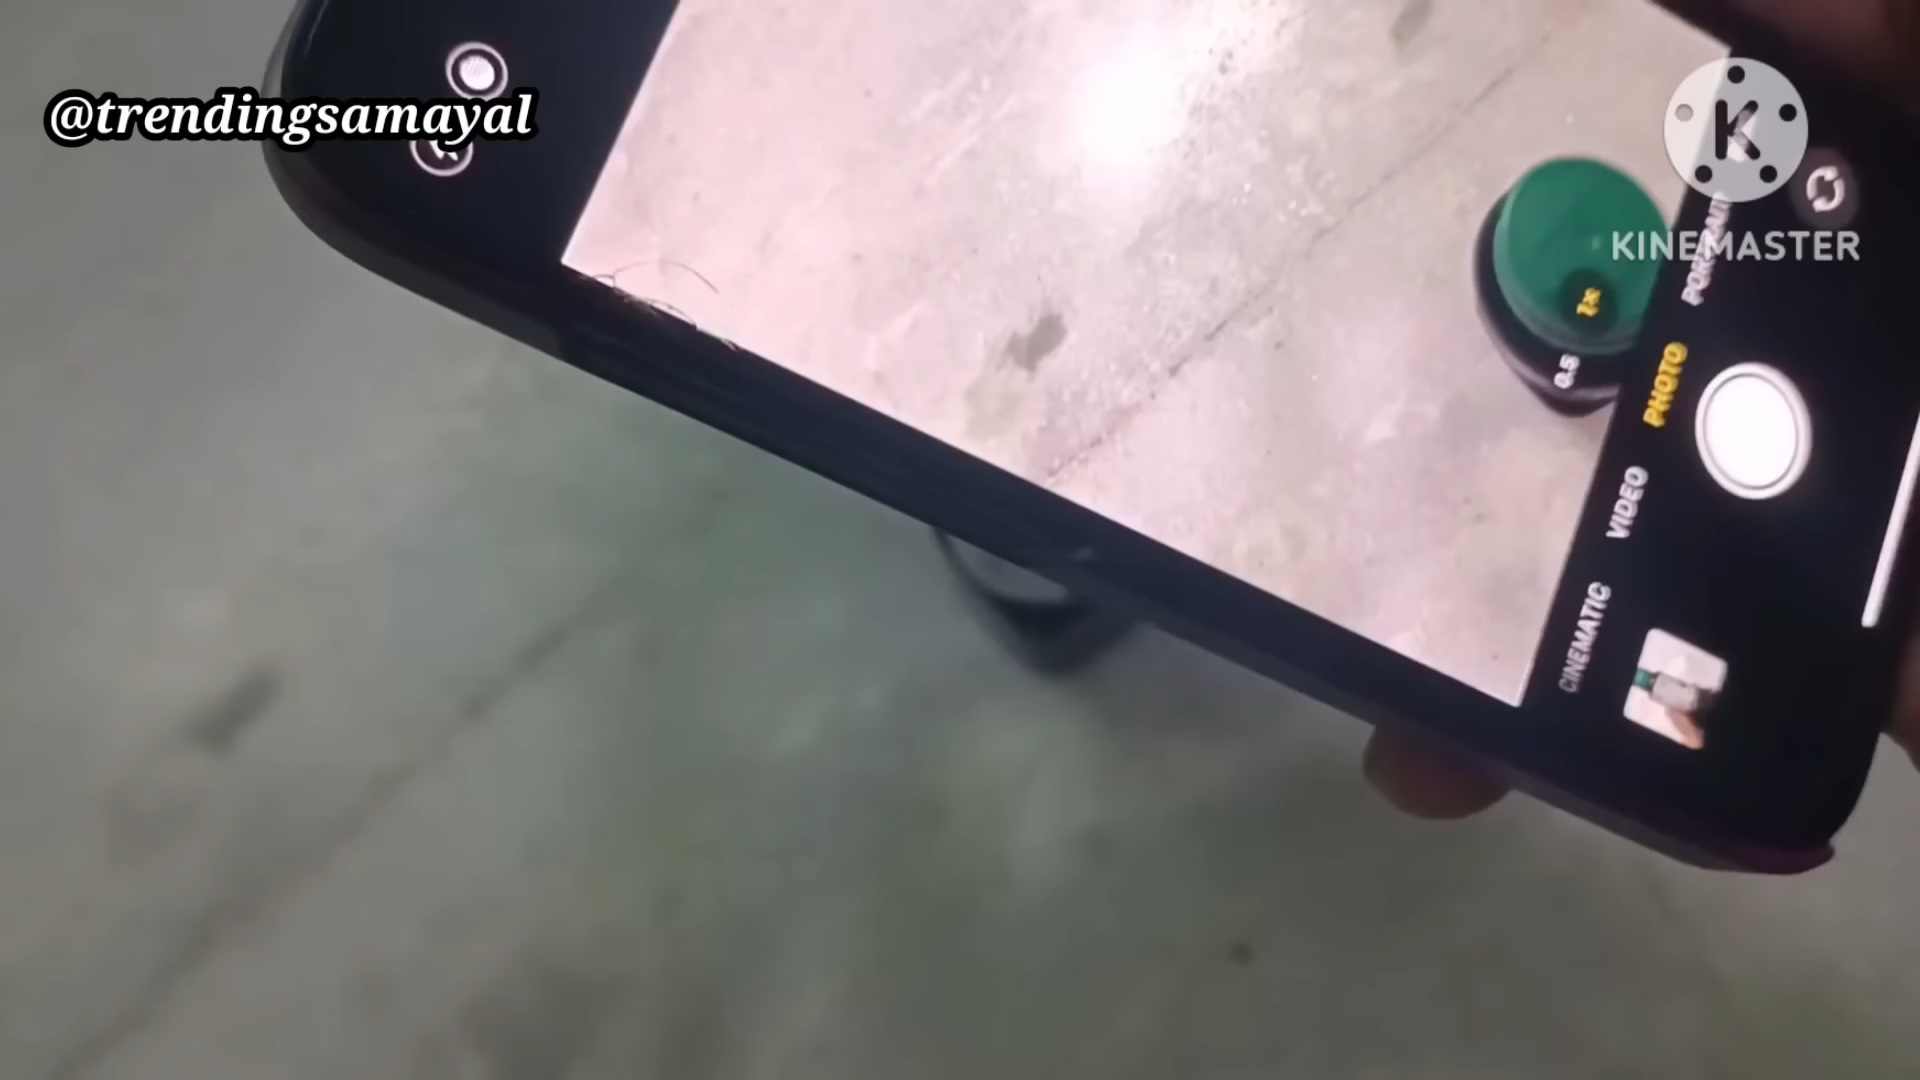 @trendingsamayal
K
KINEMASTER
PORTRAIT
1x
0.5
PHOTO
VIDEO
CINEMATIC